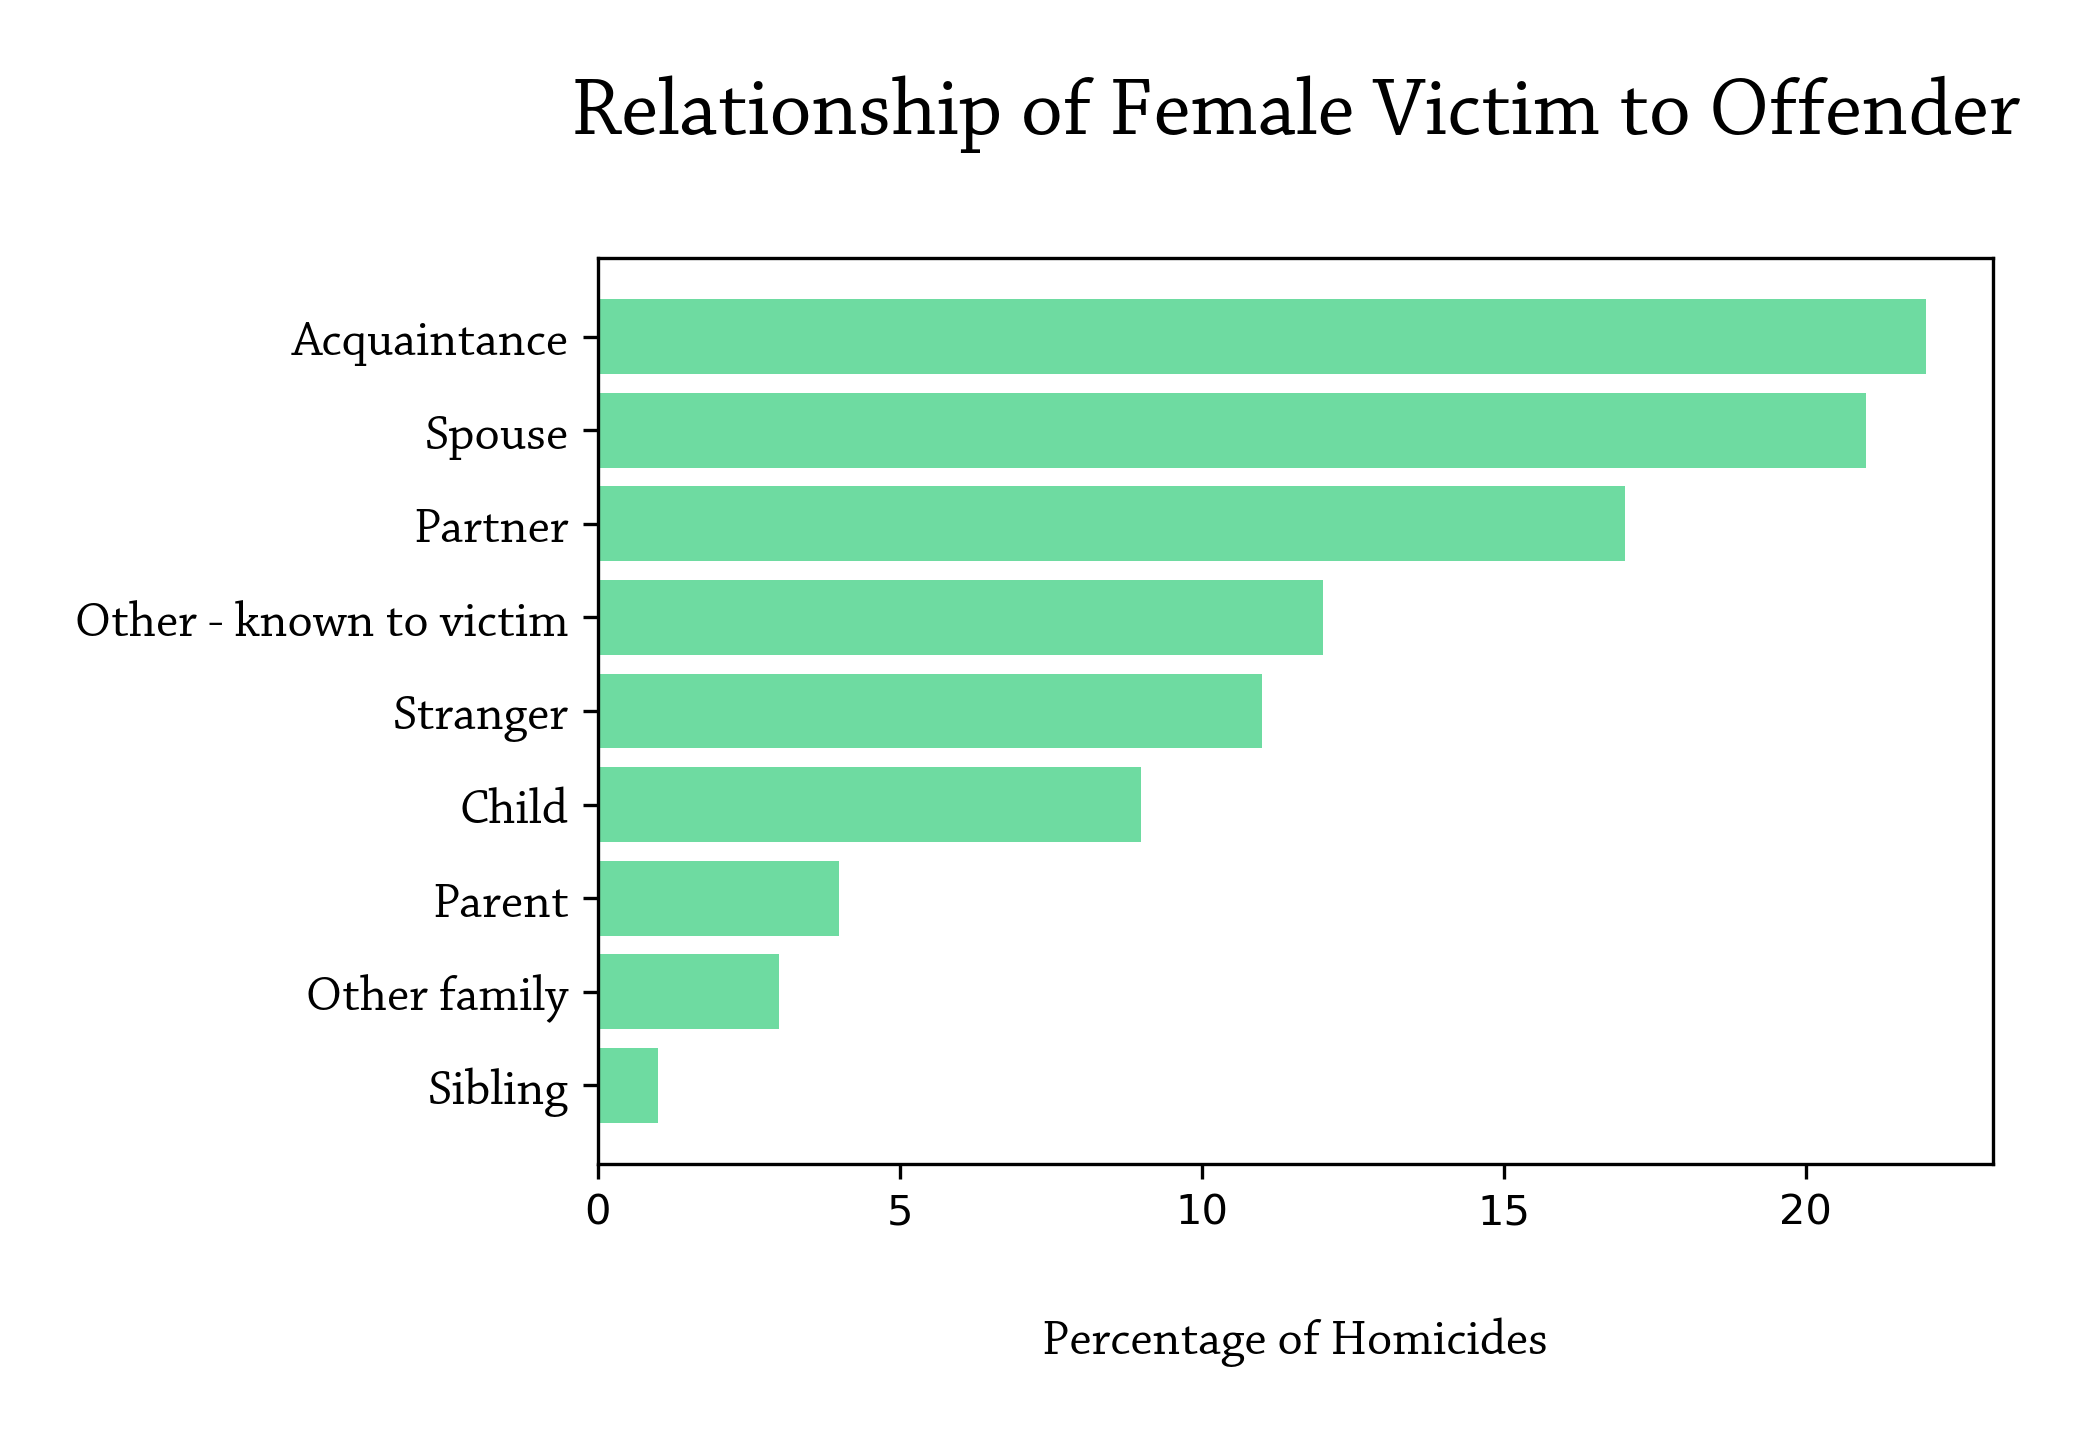 Relationship of Female Victim to Offender
Acquaintance
Spouse
Partner
Other - known to victim
Stranger
Child
Parent
Other family
Sibling
0 5 10 15 20
Percentage of Homicides